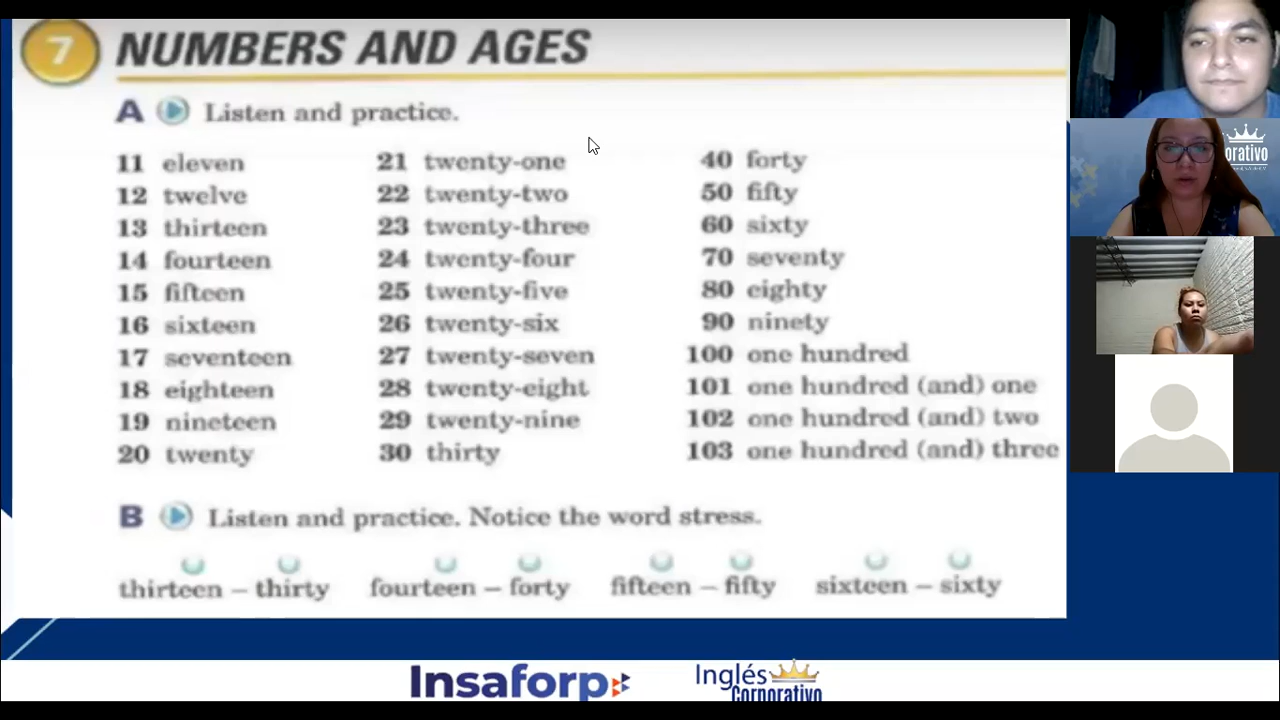 7 NUMBERS AND AGES
A Listen and practice.
11 eleven 21 twenty-one 40 forty
12 twelve 22 twenty-two 50 fifty
13 thirteen 23 twenty-three 60 sixty
14 fourteen 24 twenty-four 70 seventy
15 fifteen 25 twenty-five 80 eighty
16 sixteen 26 twenty-six 90 ninety
17 seventeen 27 twenty-seven 100 one hundred
18 eighteen 28 twenty-eight 101 one hundred (and) one
19 nineteen 29 twenty-nine 102 one hundred (and) two
20 twenty 30 thirty 103 one hundred (and) three
B Listen and practice. Notice the word stress.
thirteen – thirty fourteen – forty fifteen – fifty sixteen – sixty
orativo
Insaforp
Inglés
Corporativo